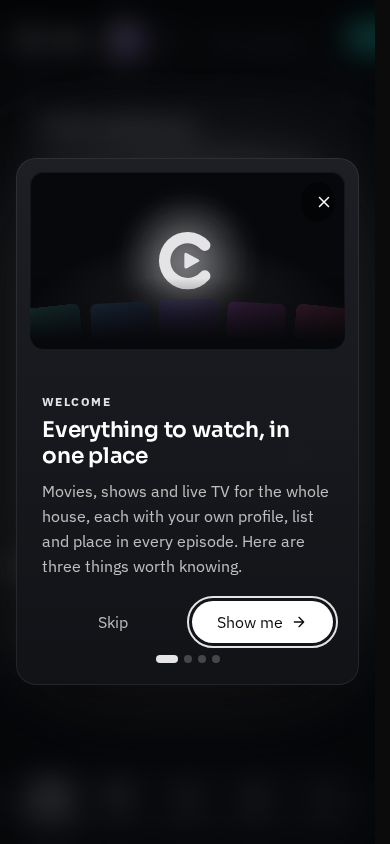 WELCOME
Everything to watch, in
one place
Movies, shows and live TV for the whole
house, each with your own profile, list
and place in every episode. Here are
three things worth knowing.
Skip
Show me